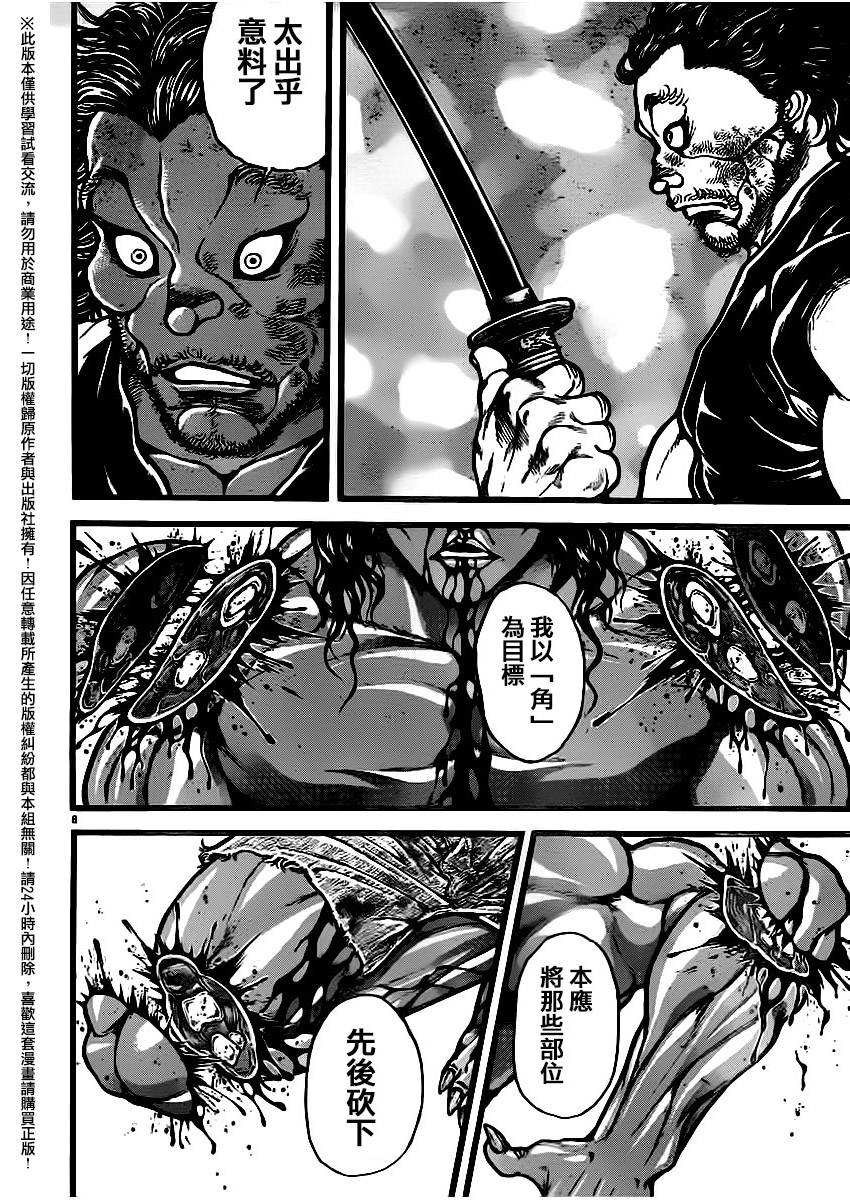 太出乎
意料了
我以「角」
為目標
本應
將那些部位
先後砍下
8
※此版本僅供學習試看交流，請勿用於商業用途！一切版權歸原作者與出版社擁有！因任意轉載所產生的版權糾紛都與本組無關！請24小時內刪除，喜歡這套漫畫請購買正版！